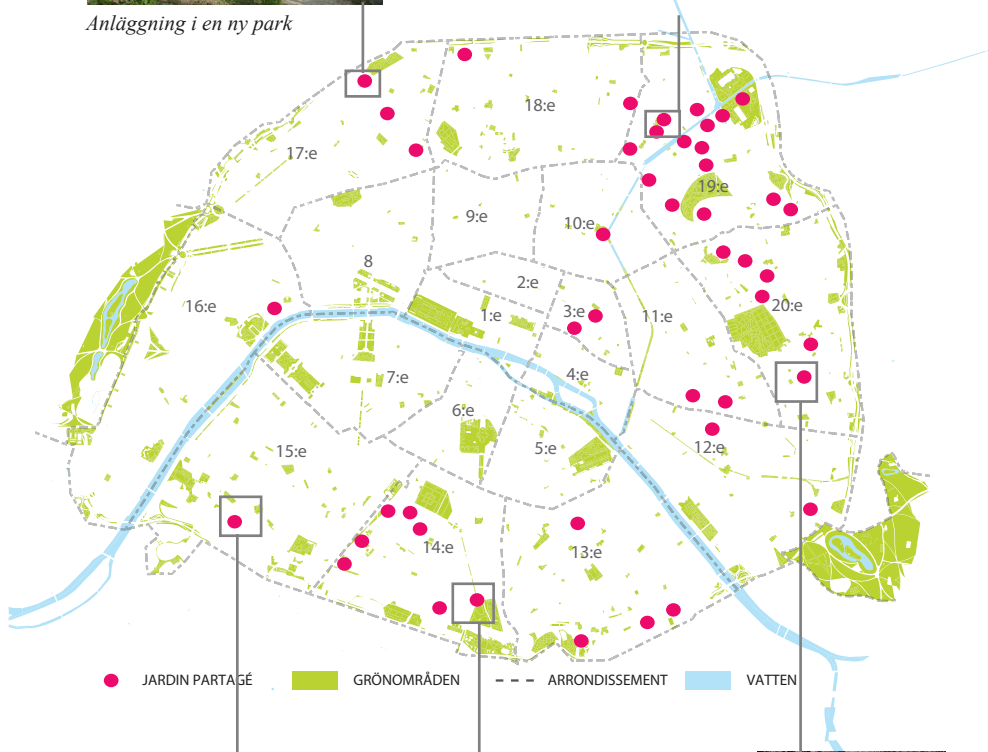 Anläggning i en ny park
18:e
17:e
19:e
9:e
10:e
8
2:e
16:e
1:e
3:e
11:e
20:e
7:e
4:e
6:e
15:e
5:e
12:e
14:e
13:e
JARDIN PARTAGÉ
GRÖNOMRÅDEN
ARRONDISSEMENT
VATTEN